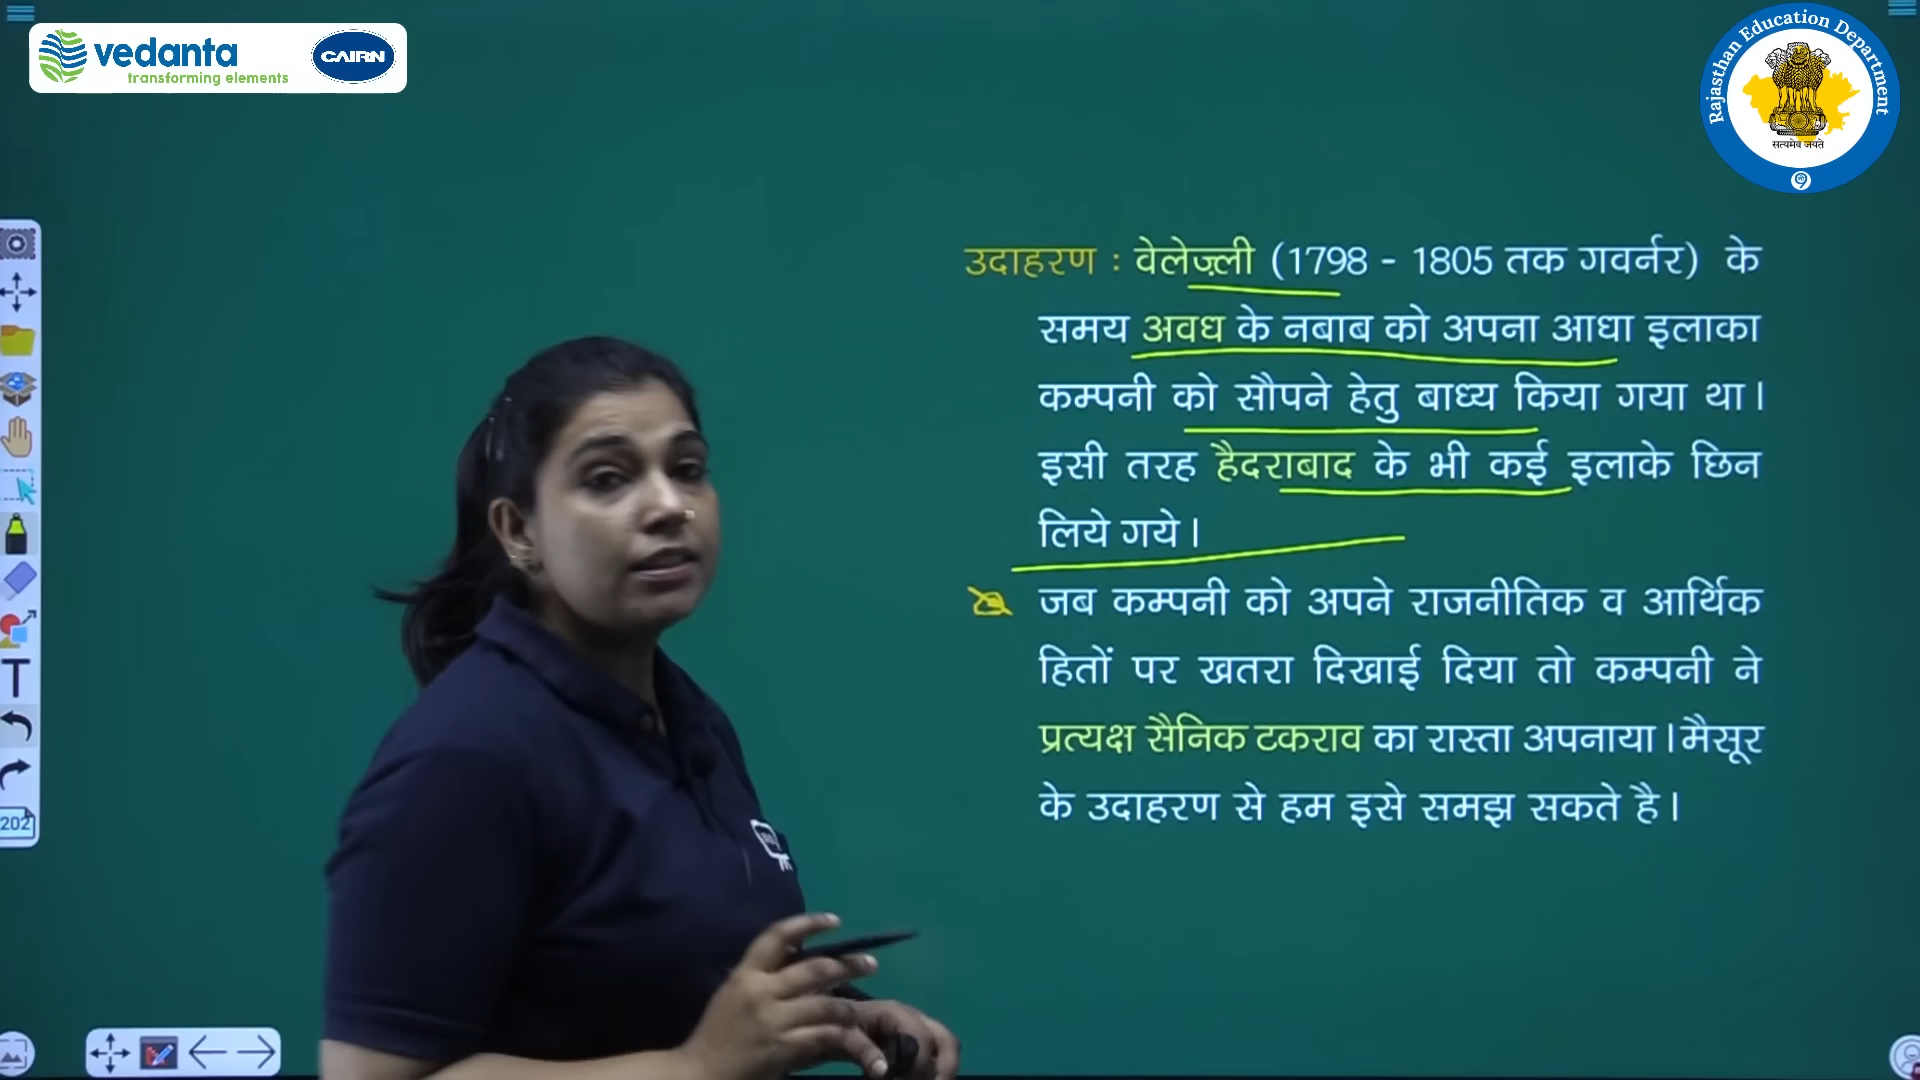 vedanta
transforming elements
CAIRN
Rajasthan Education Department
सत्यमेव जयते
उदाहरण : वेलेज़्ली (1798 - 1805 तक गवर्नर) के
समय अवध के नबाब को अपना आधा इलाका
कम्पनी को सौपने हेतु बाध्य किया गया था।
इसी तरह हैदराबाद के भी कई इलाके छिन
लिये गये।
जब कम्पनी को अपने राजनीतिक व आर्थिक
हितों पर खतरा दिखाई दिया तो कम्पनी ने
प्रत्यक्ष सैनिक टकराव का रास्ता अपनाया। मैसूर
के उदाहरण से हम इसे समझ सकते है।
T
202